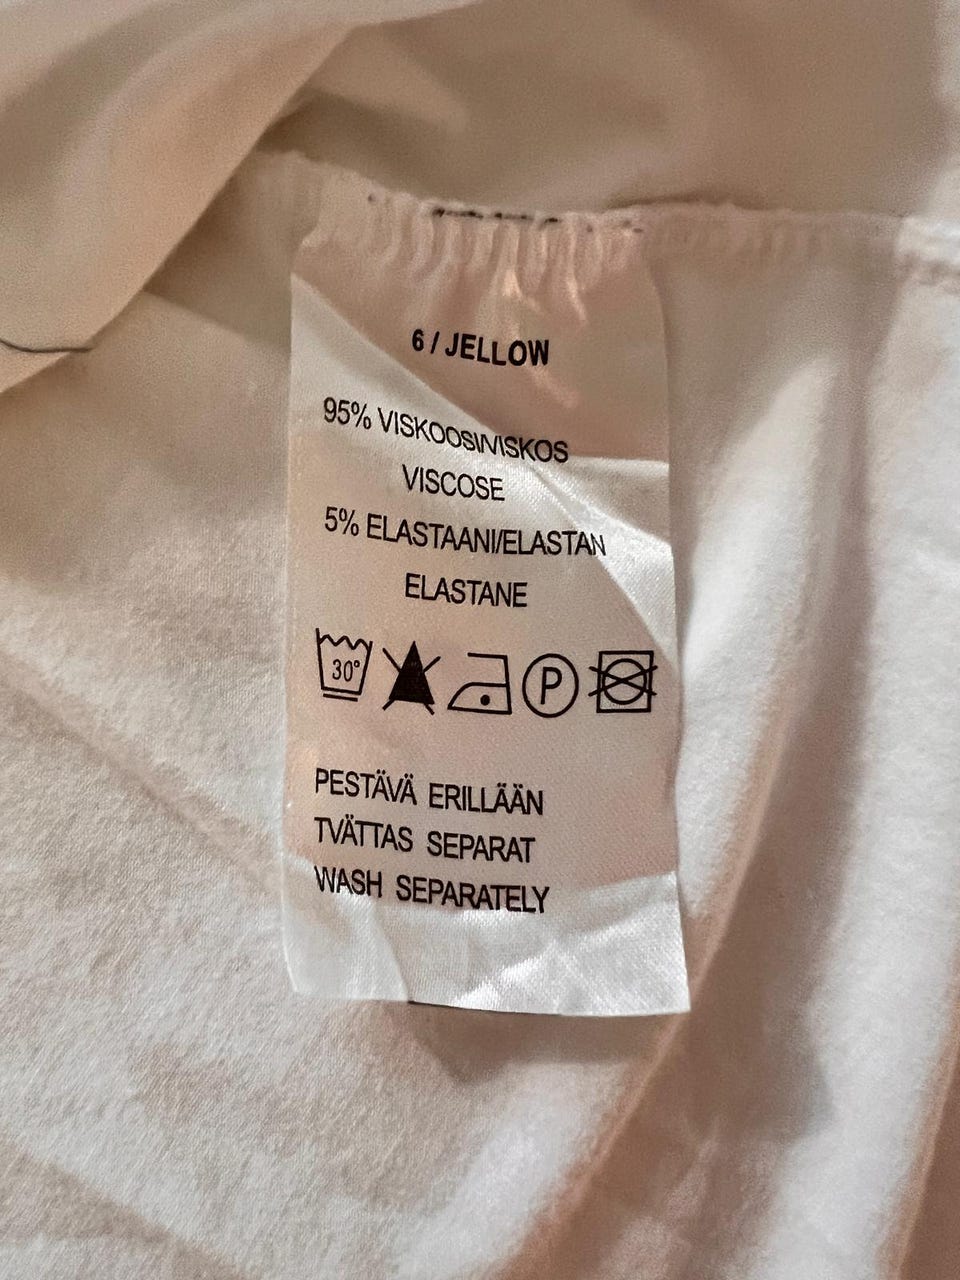 6 / JELLOW
95% VISKOOSI/VISKOS
VISCOSE
5% ELASTAANI/ELASTAN
ELASTANE
30°
P
PESTÄVÄ ERILLÄÄN
TVÄTTAS SEPARAT
WASH SEPARATELY